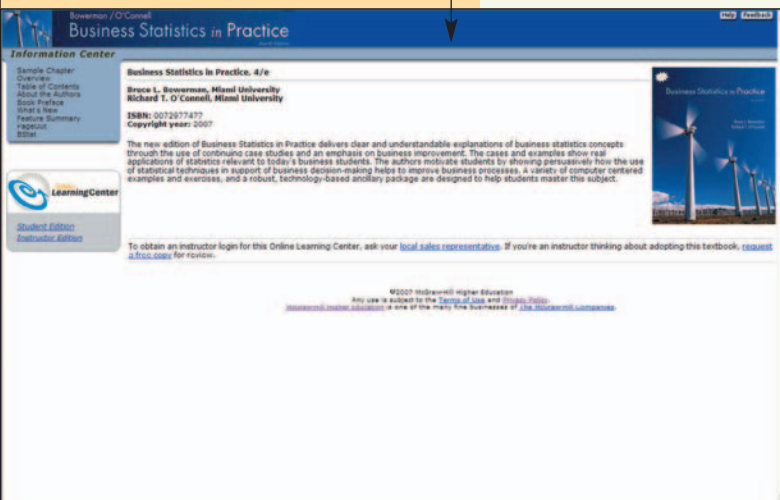 Bowerman / O'Connell
Business Statistics in Practice
Help Feedback
Information Center
Sample Chapter
Overview
Table of Contents
About the Authors
Book Preface
What's New
Feature Summary
PageOut
BStat
Learning Center
Student Edition
Instructor Edition
Business Statistics in Practice, 4/e
Bruce L. Bowerman, Miami University
Richard T. O'Connell, Miami University
ISBN: 0072977477
Copyright year: 2007
The new edition of Business Statistics in Practice delivers clear and understandable explanations of business statistics concepts
through the use of continuing case studies and an emphasis on business improvement. The cases and examples show real
applications of statistics relevant to today's business students. The authors motivate students by showing persuasively how the use
of statistical techniques in support of business decision-making helps to improve business processes. A variety of computer centered
examples and exercises, and a robust, technology-based ancillary package are designed to help students master this subject.
Business Statistics in Practice
To obtain an instructor login for this Online Learning Center, ask your local sales representative. If you're an instructor thinking about adopting this textbook, request
a free copy for review.
©2007 McGraw-Hill Higher Education
Any use is subject to the Terms of Use and Privacy Policy.
McGraw-Hill Higher Education is one of the many fine businesses of The McGraw-Hill Companies.